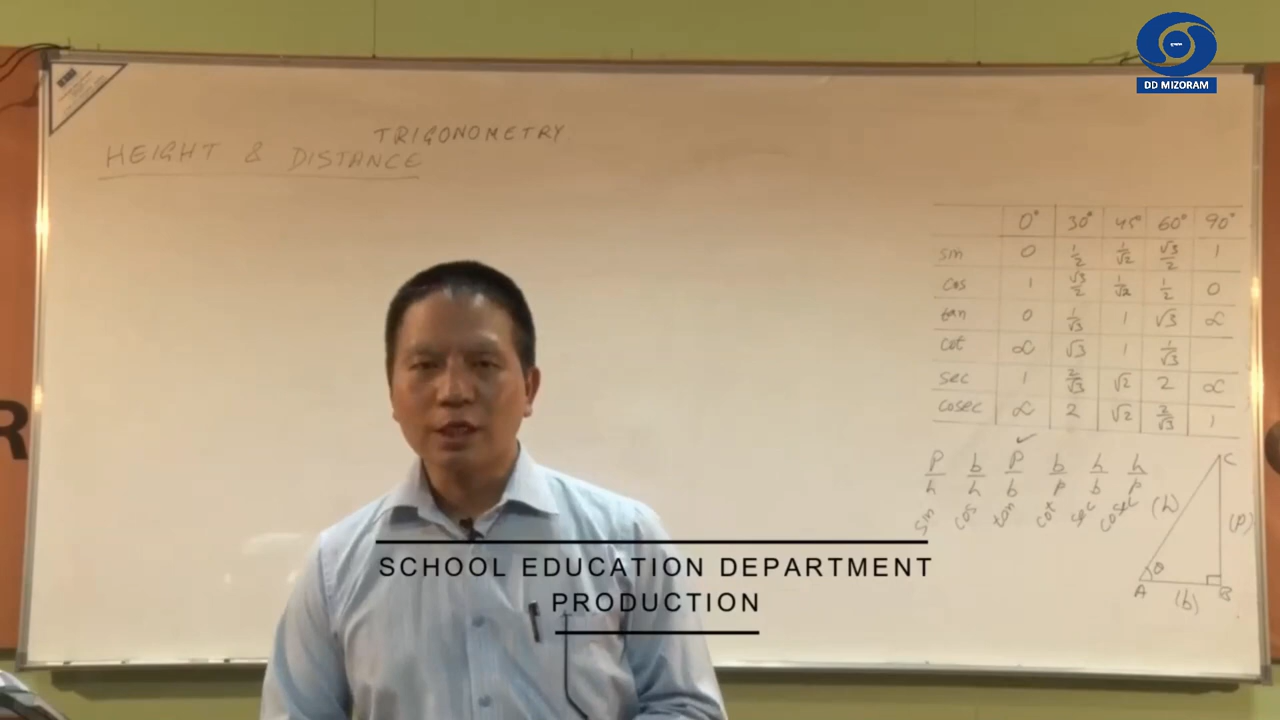 DD MIZORAM
TRIGONOMETRY
HEIGHT & DISTANCE
0° 30° 45° 60° 90°
sin 0 1/2 1/√2 √3/2 1
cos 1 √3/2 1/√2 1/2 0
tan 0 1/√3 1 √3 ∝
cot ∝ √3 1 1/√3
sec 1 2/√3 √2 2 ∝
cosec ∝ 2 √2 2/√3 1
P/h b/h P/b b/P h/b h/P
sin cos tan cot sec cosec
C
(h) (P)
θ
A (b) B
R
SCHOOL EDUCATION DEPARTMENT
PRODUCTION